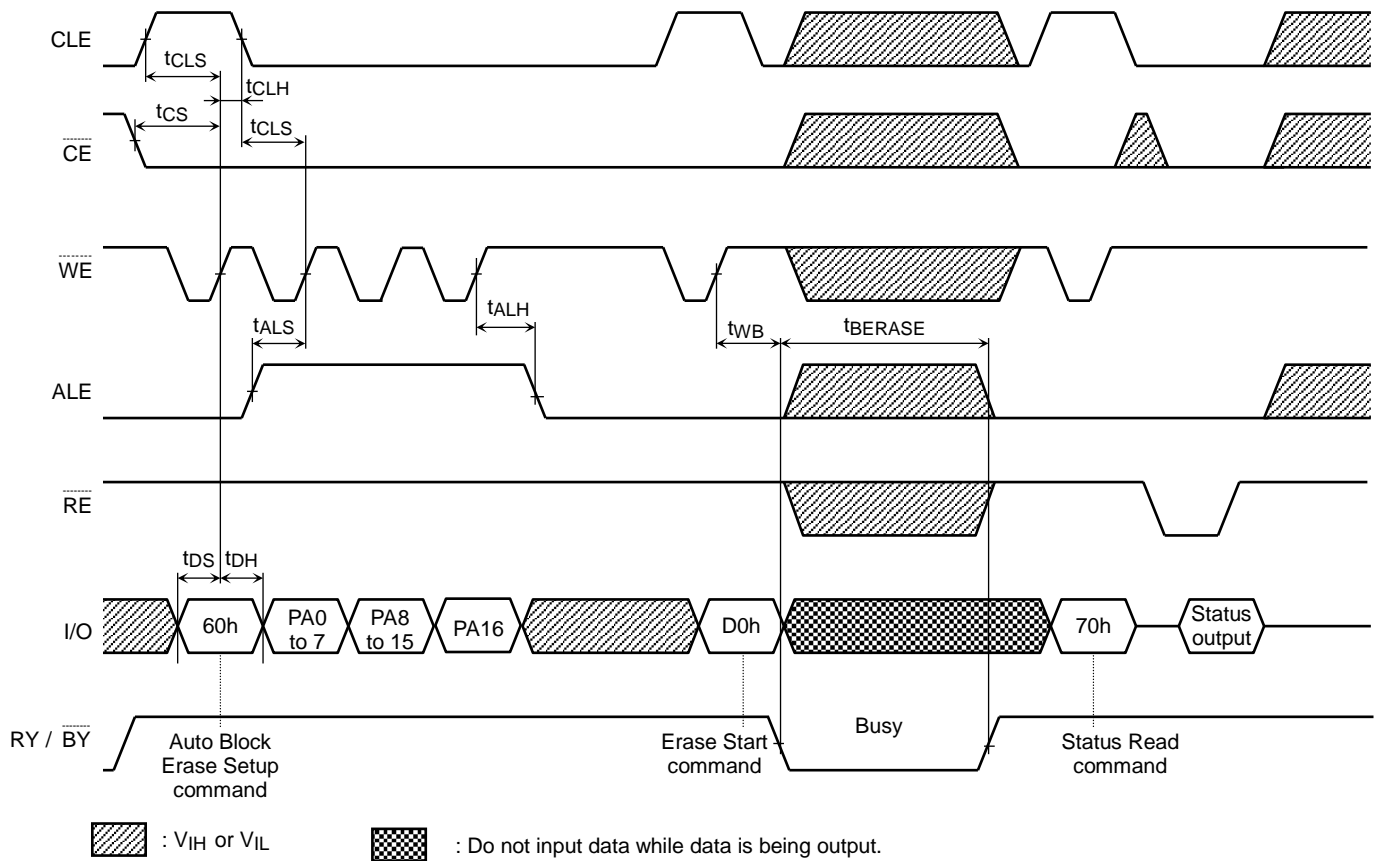 CLE
tCLS
tCLH
tCS
tCLS
CE
WE
tALH
tALS
tWB
tBERASE
ALE
RE
tDS
tDH
I/O
60h
PA0
to 7
PA8
to 15
PA16
D0h
70h
Status
output
RY / BY
Auto Block
Erase Setup
command
Erase Start
command
Busy
Status Read
command
: VIH or VIL
: Do not input data while data is being output.